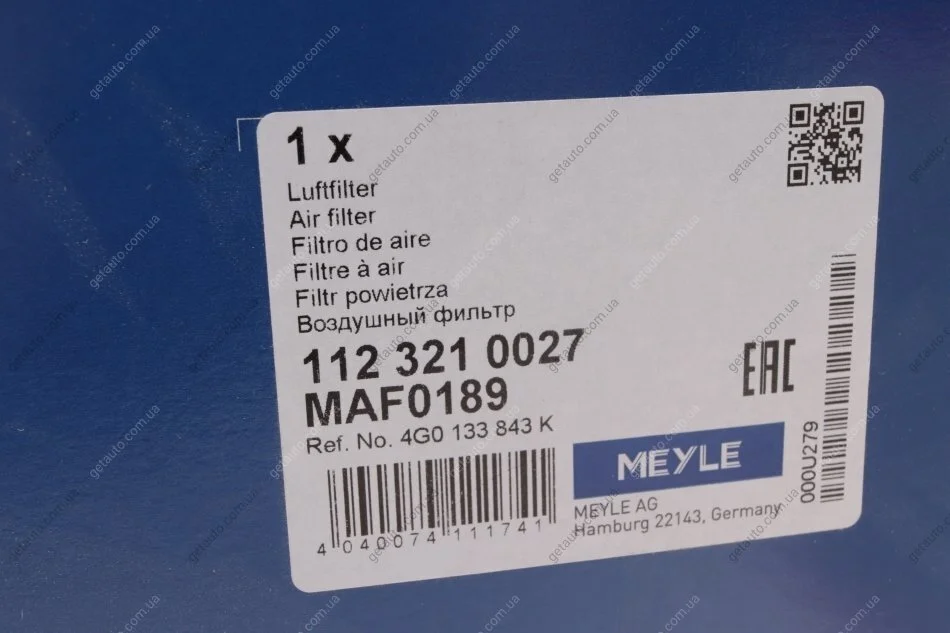 1 x
Luftfilter
Air filter
Filtro de aire
Filtre à air
Filtr powietrza
Воздушный фильтр
112 321 0027
MAF0189
Ref. No. 4G0 133 843 K
EAC
MEYLE
MEYLE AG
Hamburg 22143, Germany
000U279
4 040074 111741
getauto.com.ua